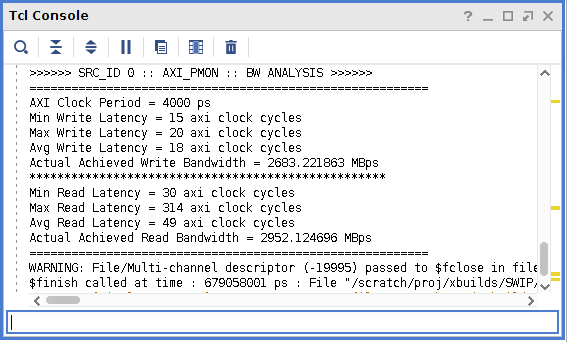 Tcl Console
>>>>>> SRC_ID 0 :: AXI_PMON :: BW ANALYSIS >>>>>>
=========================================================
AXI Clock Period = 4000 ps
Min Write Latency = 15 axi clock cycles
Max Write Latency = 20 axi clock cycles
Avg Write Latency = 18 axi clock cycles
Actual Achieved Write Bandwidth = 2683.221863 MBps
***************************************************
Min Read Latency = 30 axi clock cycles
Max Read Latency = 314 axi clock cycles
Avg Read Latency = 49 axi clock cycles
Actual Achieved Read Bandwidth = 2952.124696 MBps
=========================================================
WARNING: File/Multi-channel descriptor (-19995) passed to $fclose in file
$finish called at time : 679058001 ps : File "/scratch/proj/xbuilds/SWIP/